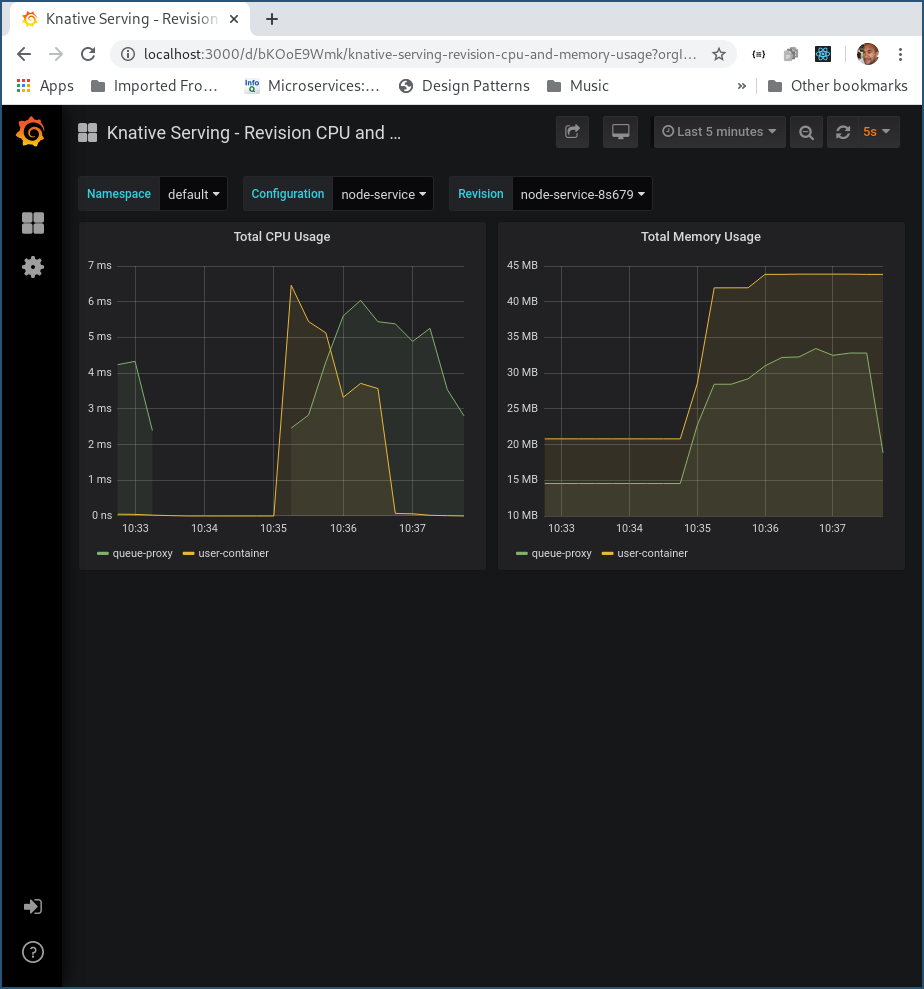 Knative Serving - Revision
localhost:3000/d/bKOoE9Wmk/knative-serving-revision-cpu-and-memory-usage?orgI...
Apps Imported Fro... Info Microservices:... Design Patterns Music » Other bookmarks
Knative Serving - Revision CPU and ... Last 5 minutes 5s
Namespace default Configuration node-service Revision node-service-8s679
Total CPU Usage
7 ms
6 ms
5 ms
4 ms
3 ms
2 ms
1 ms
0 ns
10:33 10:34 10:35 10:36 10:37
queue-proxy user-container
Total Memory Usage
45 MB
40 MB
35 MB
30 MB
25 MB
20 MB
15 MB
10 MB
10:33 10:34 10:35 10:36 10:37
queue-proxy user-container